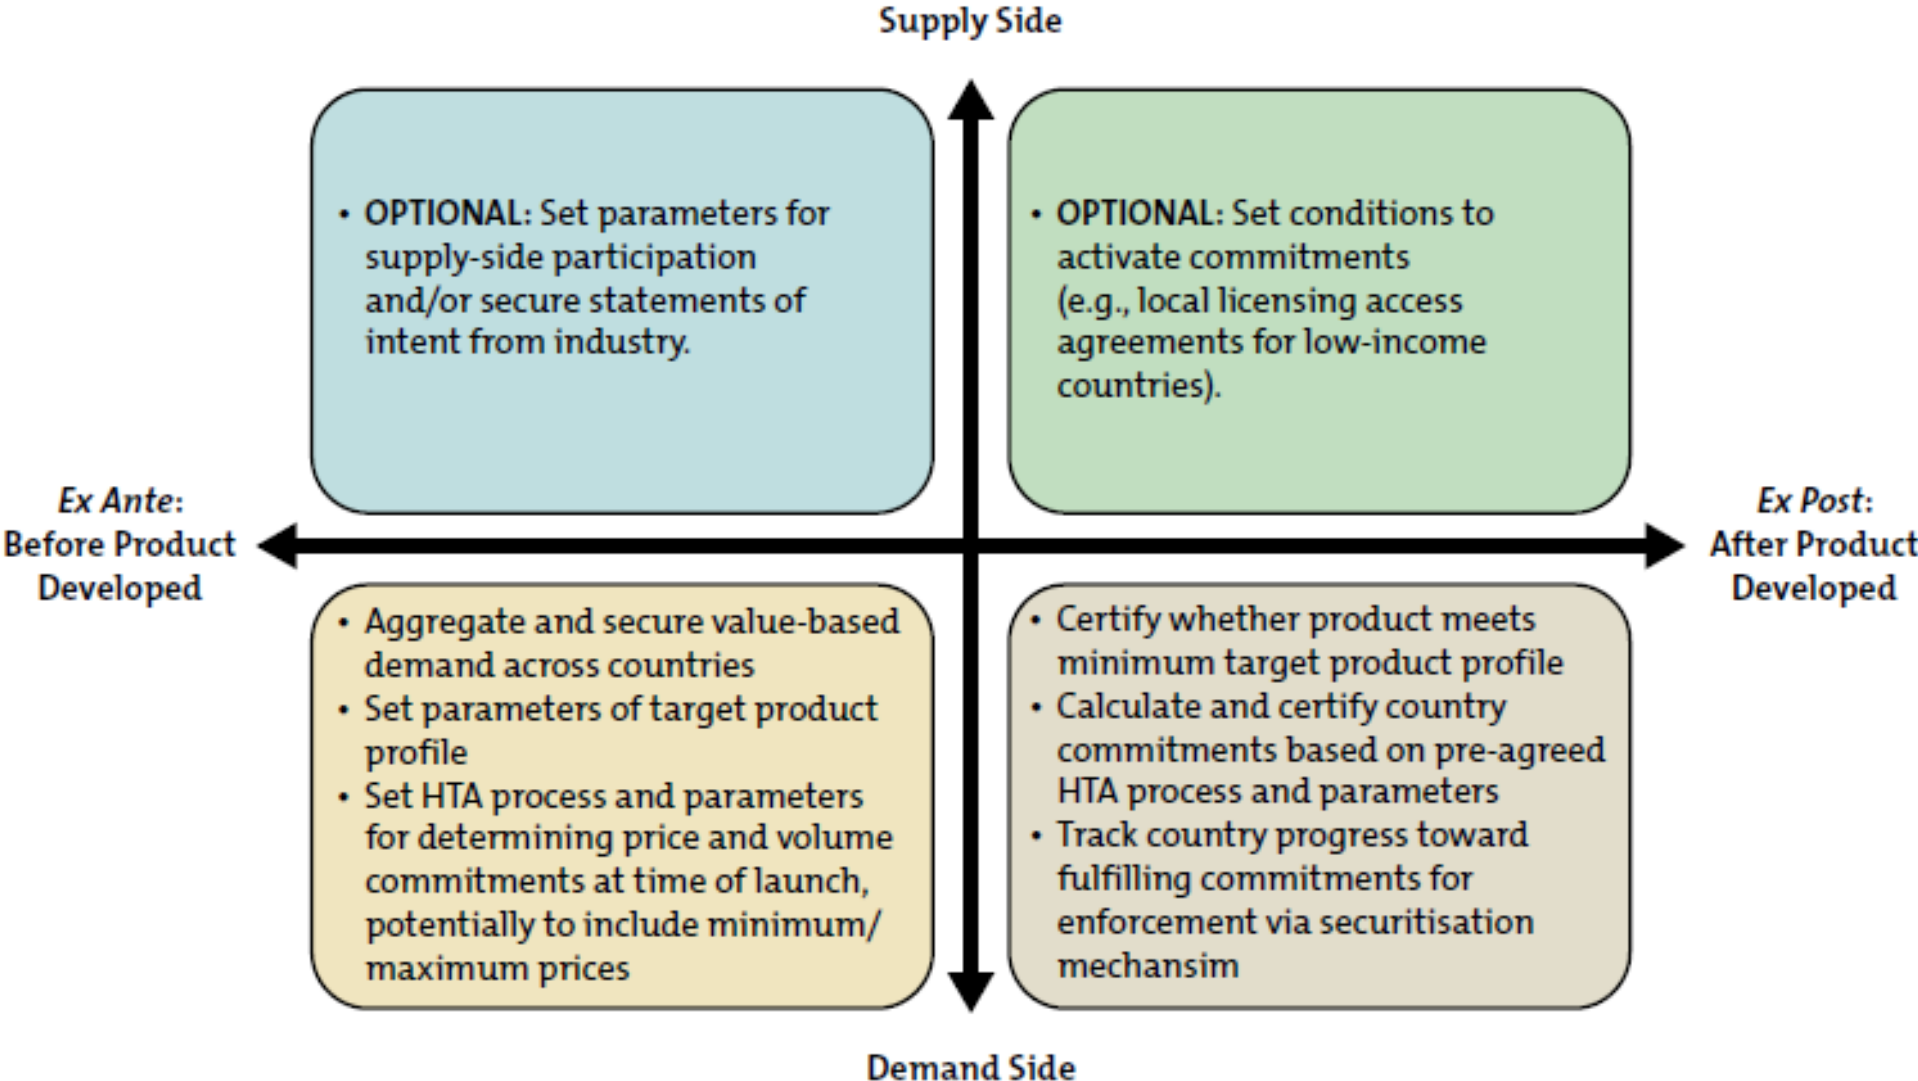 Supply Side
• OPTIONAL: Set parameters for
supply-side participation
and/or secure statements of
intent from industry.
• OPTIONAL: Set conditions to
activate commitments
(e.g., local licensing access
agreements for low-income
countries).
Ex Ante:
Before Product
Developed
Ex Post:
After Product
Developed
• Aggregate and secure value-based
demand across countries
• Set parameters of target product
profile
• Set HTA process and parameters
for determining price and volume
commitments at time of launch,
potentially to include minimum/
maximum prices
• Certify whether product meets
minimum target product profile
• Calculate and certify country
commitments based on pre-agreed
HTA process and parameters
• Track country progress toward
fulfilling commitments for
enforcement via securitisation
mechansim
Demand Side